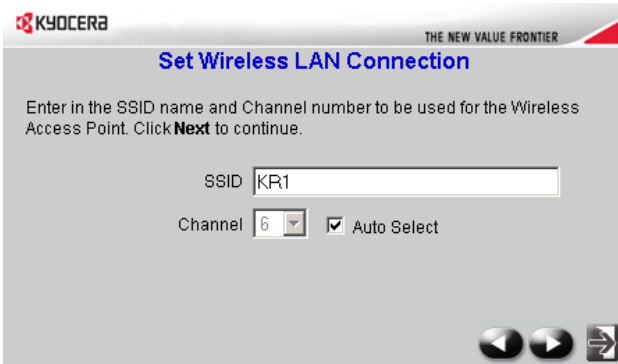 KYOCERA
THE NEW VALUE FRONTIER
Set Wireless LAN Connection
Enter in the SSID name and Channel number to be used for the Wireless
Access Point. Click Next to continue.
SSID KR1
Channel 6 Auto Select